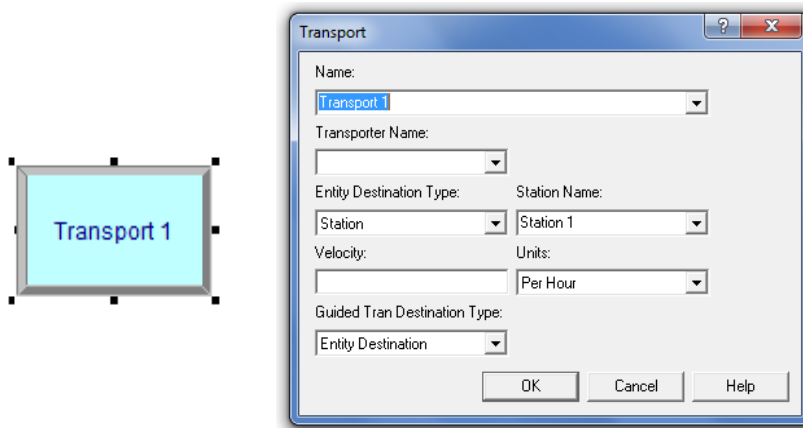 Transport 1
Transport
?
X
Name:
Transport 1
Transporter Name:
Entity Destination Type: Station Name:
Station Station 1
Velocity: Units:
Per Hour
Guided Tran Destination Type:
Entity Destination
OK Cancel Help